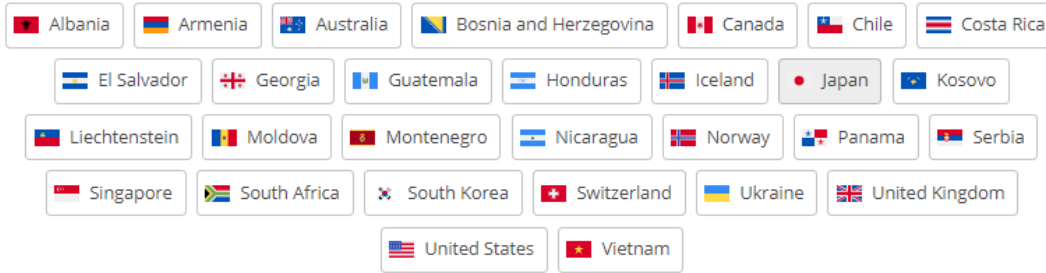 Albania Armenia Australia Bosnia and Herzegovina Canada Chile Costa Rica
El Salvador Georgia Guatemala Honduras Iceland Japan Kosovo
Liechtenstein Moldova Montenegro Nicaragua Norway Panama Serbia
Singapore South Africa South Korea Switzerland Ukraine United Kingdom
United States Vietnam